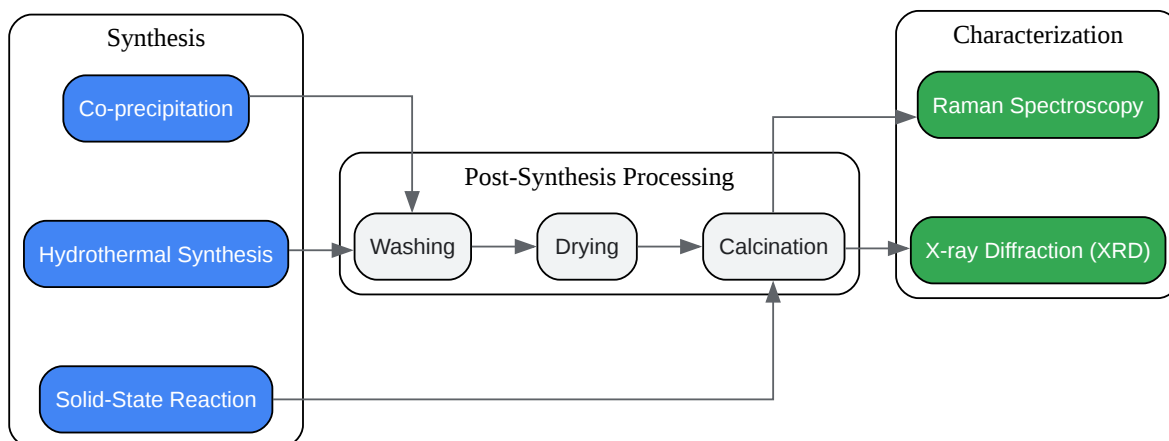 Synthesis
Co-precipitation
Hydrothermal Synthesis
Solid-State Reaction
Post-Synthesis Processing
Washing
Drying
Calcination
Characterization
Raman Spectroscopy
X-ray Diffraction (XRD)